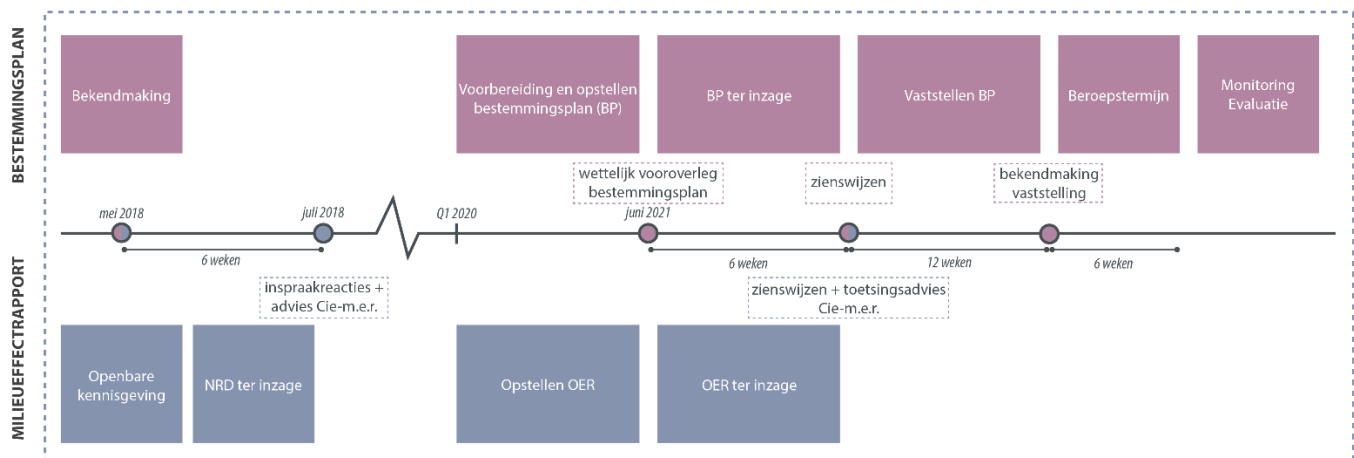 BESTEMMINGSPLAN
Bekendmaking
Voorbereiding en opstellen
bestemmingsplan (BP)
BP ter inzage
Vaststellen BP
Beroepstermijn
Monitoring
Evaluatie
wettelijk vooroverleg
bestemmingsplan
zienswijzen
bekendmaking
vaststelling
mei 2018
juli 2018
Q1 2020
juni 2021
6 weken
6 weken
12 weken
6 weken
inspraakreacties +
advies Cie-m.e.r.
zienswijzen + toetsingsadvies
Cie-m.e.r.
MILIEUEFFECTRAPPORT
Openbare
kennisgeving
NRD ter inzage
Opstellen OER
OER ter inzage